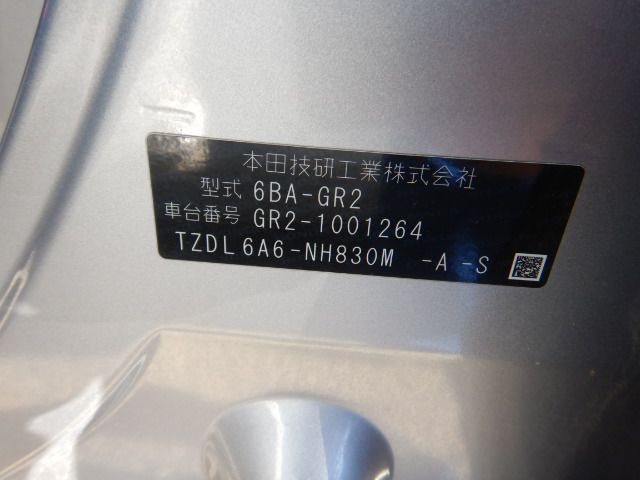 本田技研工業株式会社
型式 6BA-GR2
車台番号 GR2-1001264
TZDL6A6-NH830M -A -S